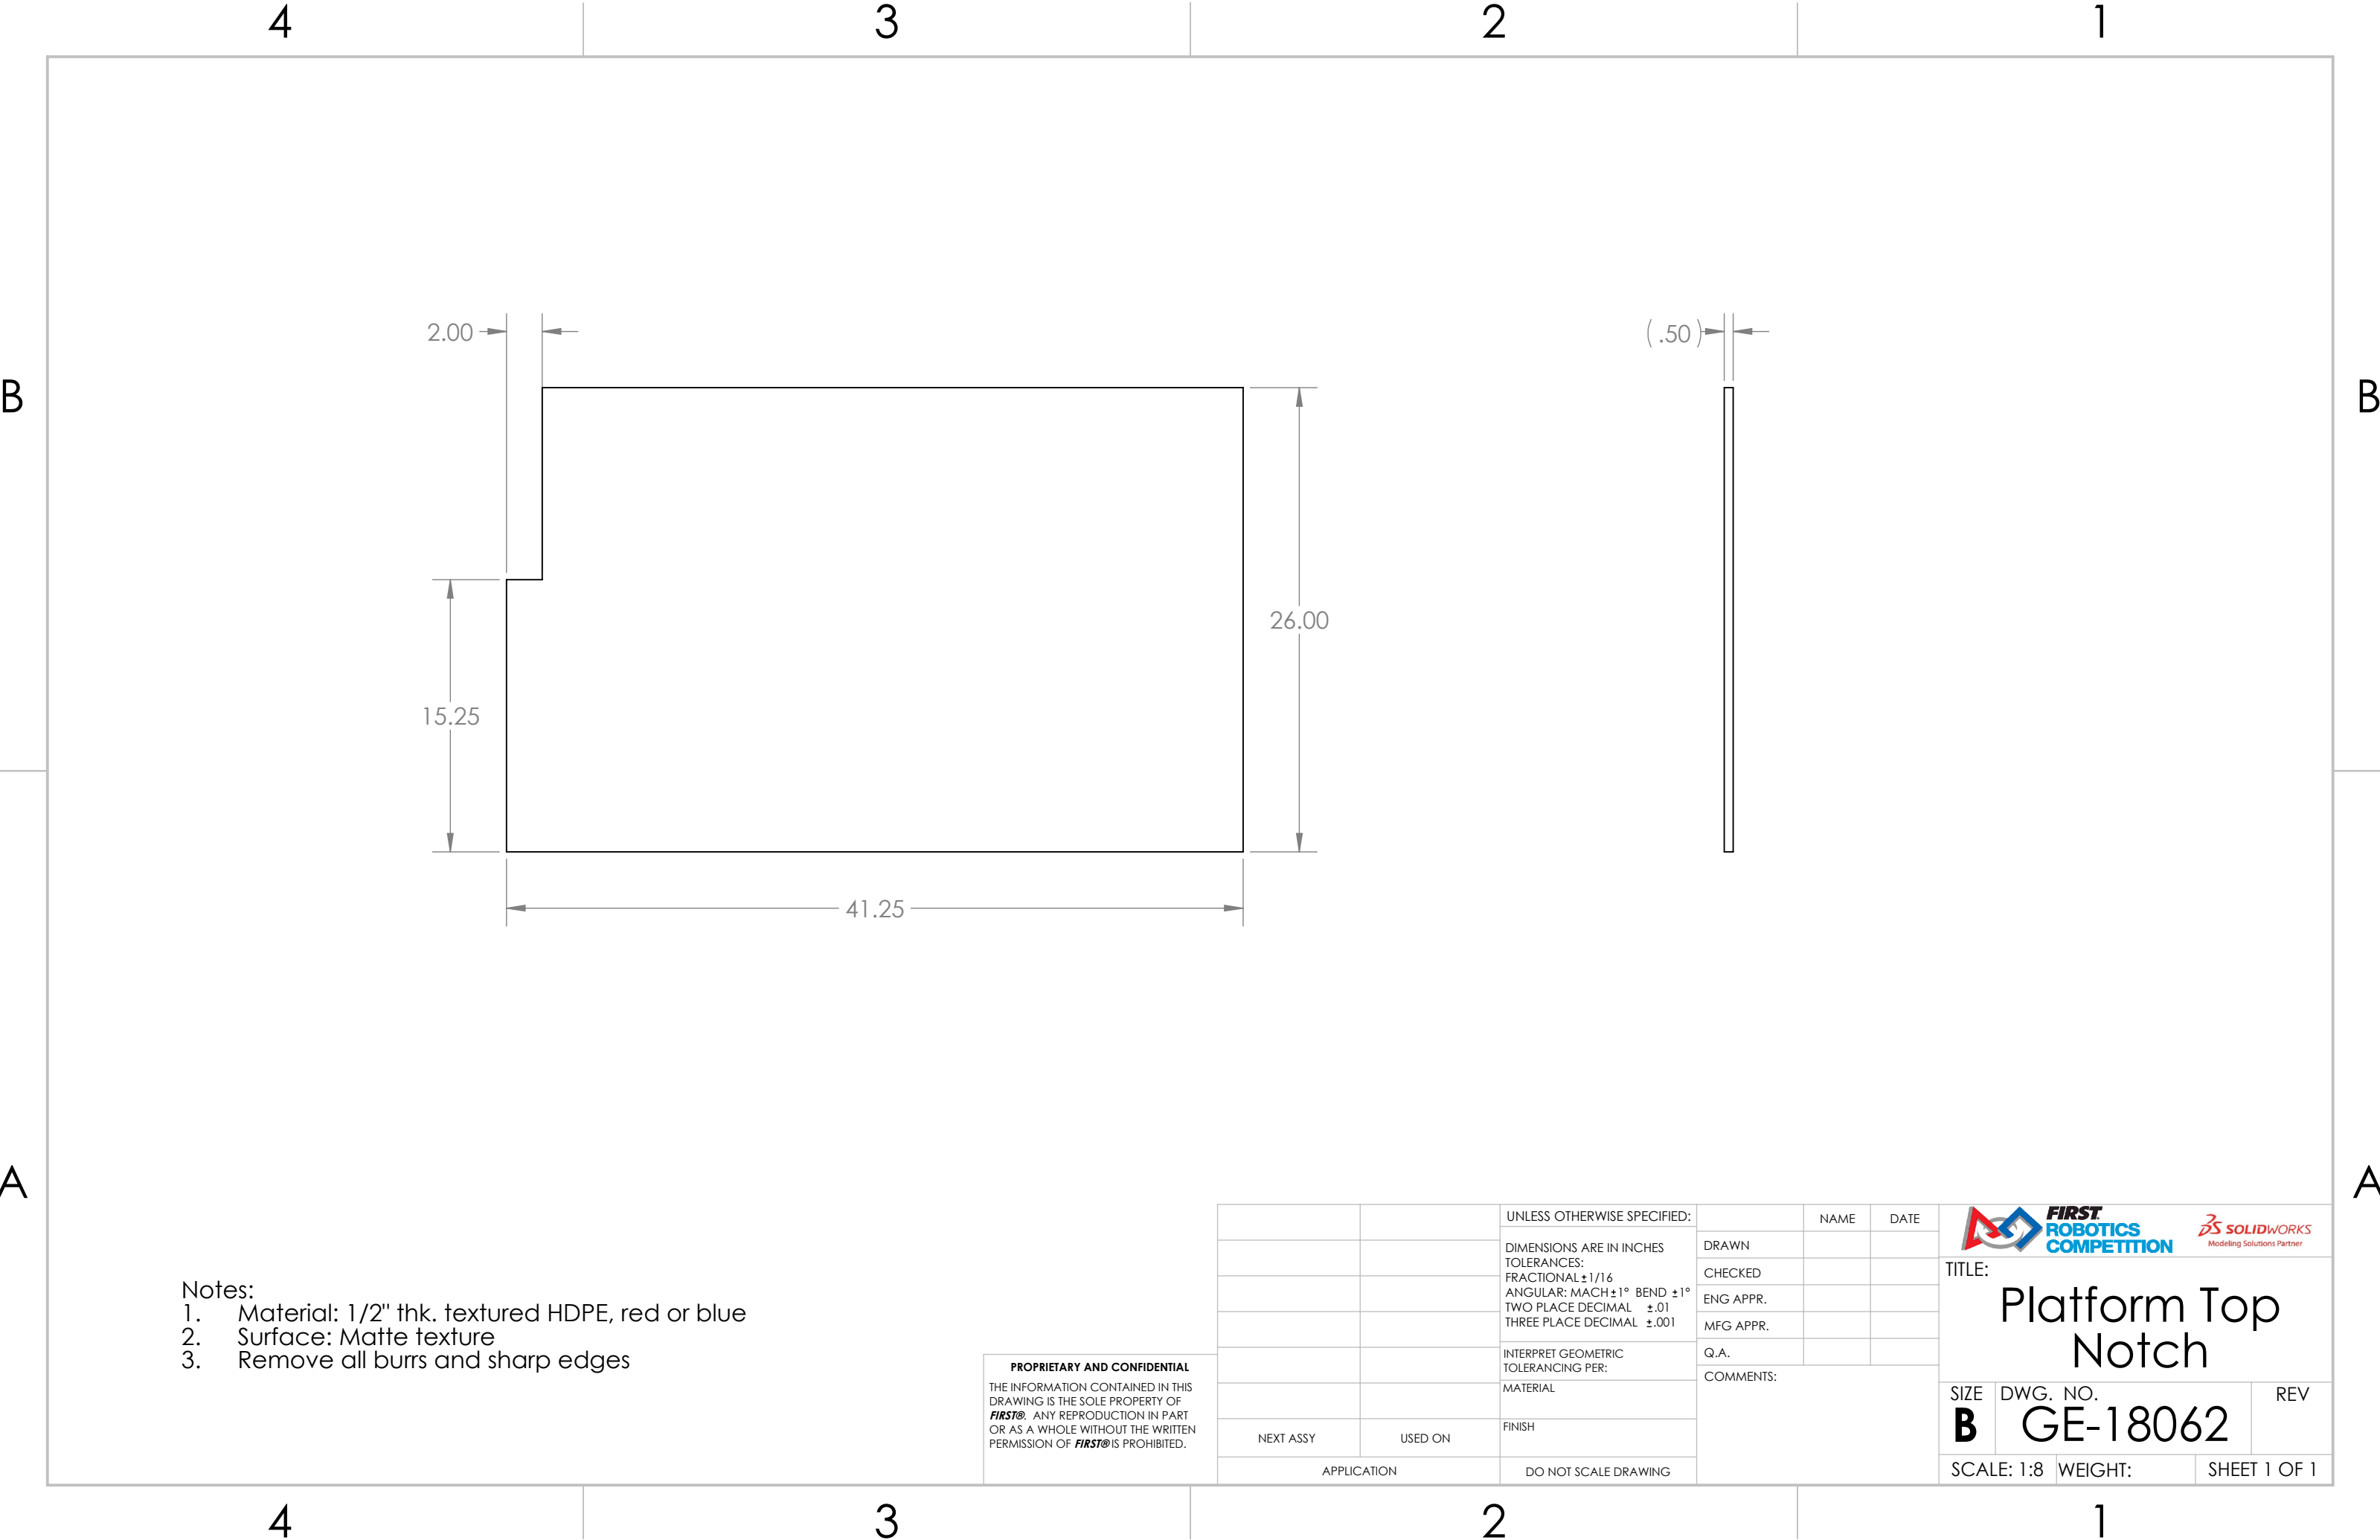 4 3 2 1
B B
2.00
( .50 )
26.00
15.25
41.25
A A
Notes:
1. Material: 1/2" thk. textured HDPE, red or blue
2. Surface: Matte texture
3. Remove all burrs and sharp edges
PROPRIETARY AND CONFIDENTIAL
THE INFORMATION CONTAINED IN THIS
DRAWING IS THE SOLE PROPERTY OF
FIRST®. ANY REPRODUCTION IN PART
OR AS A WHOLE WITHOUT THE WRITTEN
PERMISSION OF FIRST® IS PROHIBITED.
NEXT ASSY USED ON
APPLICATION
UNLESS OTHERWISE SPECIFIED:
DIMENSIONS ARE IN INCHES
TOLERANCES:
FRACTIONAL ±1/16
ANGULAR: MACH ±1° BEND ±1°
TWO PLACE DECIMAL ±.01
THREE PLACE DECIMAL ±.001
INTERPRET GEOMETRIC
TOLERANCING PER:
MATERIAL
FINISH
DO NOT SCALE DRAWING
NAME DATE
DRAWN
CHECKED
ENG APPR.
MFG APPR.
Q.A.
COMMENTS:
FIRST
ROBOTICS
COMPETITION
SOLIDWORKS
Modeling Solutions Partner
TITLE:
Platform Top
Notch
SIZE DWG. NO. REV
B GE-18062
SCALE: 1:8 WEIGHT: SHEET 1 OF 1
4 3 2 1